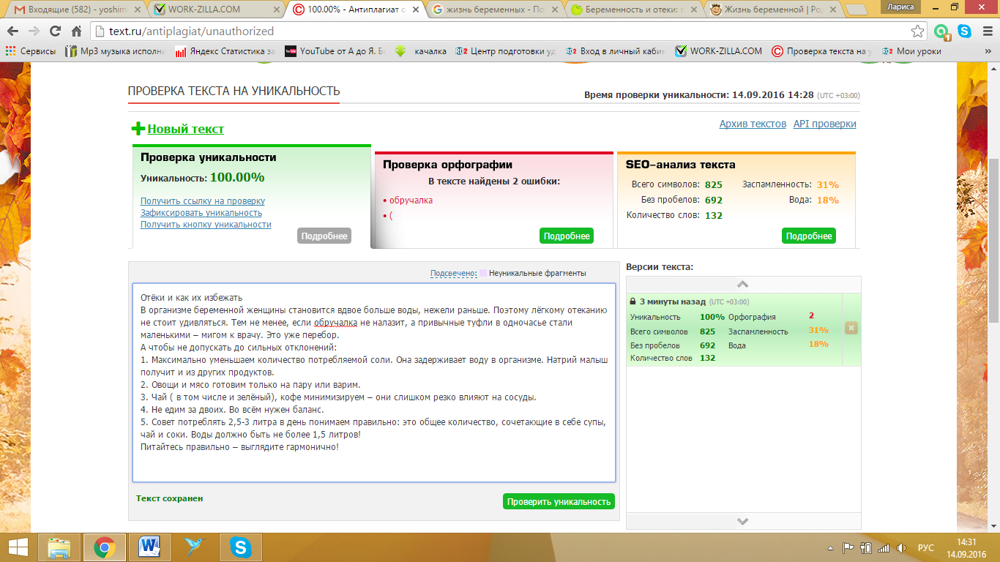 Входящие (582) - yoshim
WORK-ZILLA.COM
100.00% - Антиплагиат о
жизнь беременных - По
Беременность и отеки: п
Жизнь беременной | Род
Лариса
text.ru/antiplagiat/unauthorized
1
Сервисы
Mp3 музыка исполни
Яндекс Статистика за
YouTube от А до Я. Бе
качалка
Центр подготовки уд
Вход в личный кабин
WORK-ZILLA.COM
Проверка текста на у
Мои уроки
»
ПРОВЕРКА ТЕКСТА НА УНИКАЛЬНОСТЬ
Время проверки уникальности: 14.09.2016 14:28 (UTC +03:00)
Новый текст
Архив текстов API проверки
Проверка уникальности
Уникальность: 100.00%
Получить ссылку на проверку
Зафиксировать уникальность
Получить кнопку уникальности
Подробнее
Проверка орфографии
В тексте найдены 2 ошибки:
• обручалка
• (
Подробнее
SEO–анализ текста
Всего символов: 825 Заспамленность: 31%
Без пробелов: 692 Вода: 18%
Количество слов: 132
Подробнее
Подсвечено: Неуникальные фрагменты
Отёки и как их избежать
В организме беременной женщины становится вдвое больше воды, нежели раньше. Поэтому лёгкому отеканию
не стоит удивляться. Тем не менее, если обручалка не налазит, а привычные туфли в одночасье стали
маленькими – мигом к врачу. Это уже перебор.
А чтобы не допускать до сильных отклонений:
1. Максимально уменьшаем количество потребляемой соли. Она задерживает воду в организме. Натрий малыш
получит и из других продуктов.
2. Овощи и мясо готовим только на пару или варим.
3. Чай ( в том числе и зелёный), кофе минимизируем – они слишком резко влияют на сосуды.
4. Не едим за двоих. Во всём нужен баланс.
5. Совет потреблять 2,5-3 литра в день понимаем правильно: это общее количество, сочетающие в себе супы,
чай и соки. Воды должно быть не более 1,5 литров!
Питайтесь правильно – выглядите гармонично!
Текст сохранен
Проверить уникальность
Версии текста:
3 минуты назад (UTC +03:00)
Уникальность 100% Орфография 2
Всего символов 825 Заспамленность 31%
Без пробелов 692 Вода 18%
Количество слов 132
РУС
14:31
14.09.2016